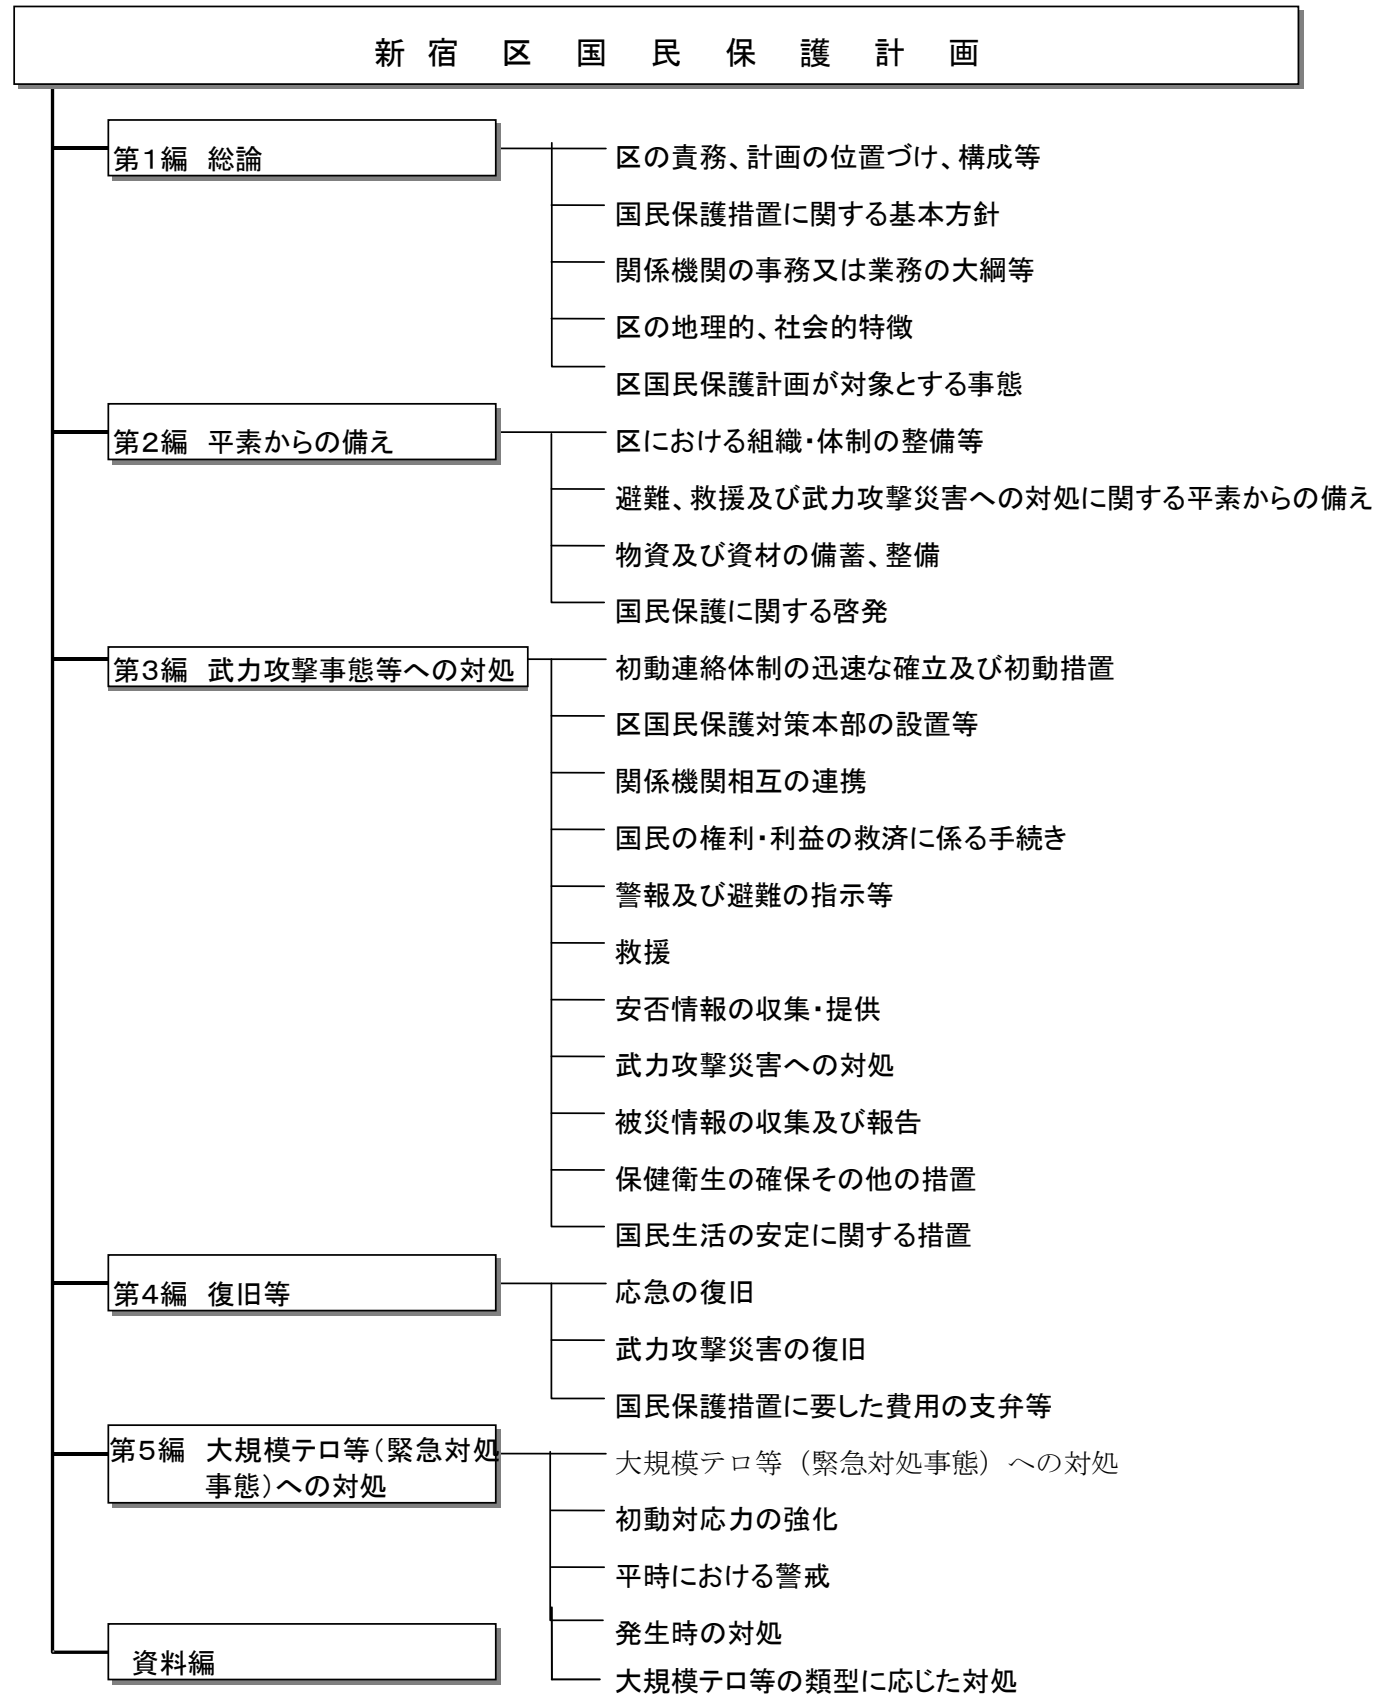 新宿区国民保護計画
第1編 総論
区の責務、計画の位置づけ、構成等
国民保護措置に関する基本方針
関係機関の事務又は業務の大綱等
区の地理的、社会的特徴
区国民保護計画が対象とする事態
第2編 平素からの備え
区における組織・体制の整備等
避難、救援及び武力攻撃災害への対処に関する平素からの備え
物資及び資材の備蓄、整備
国民保護に関する啓発
第3編 武力攻撃事態等への対処
初動連絡体制の迅速な確立及び初動措置
区国民保護対策本部の設置等
関係機関相互の連携
国民の権利・利益の救済に係る手続き
警報及び避難の指示等
救援
安否情報の収集・提供
武力攻撃災害への対処
被災情報の収集及び報告
保健衛生の確保その他の措置
国民生活の安定に関する措置
第4編 復旧等
応急の復旧
武力攻撃災害の復旧
国民保護措置に要した費用の支弁等
第5編 大規模テロ等（緊急対処
事態）への対処
大規模テロ等（緊急対処事態）への対処
初動対応力の強化
平時における警戒
発生時の対処
大規模テロ等の類型に応じた対処
資料編